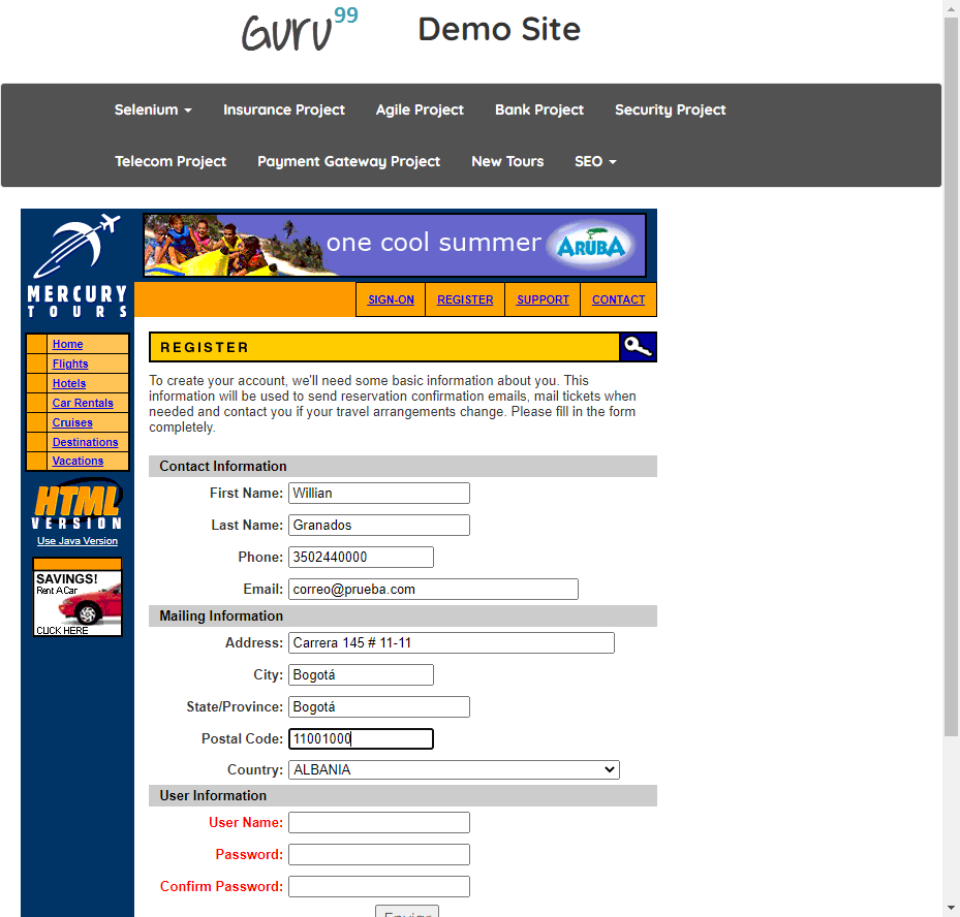 Guru99 Demo Site
Selenium Insurance Project Agile Project Bank Project Security Project
Telecom Project Payment Gateway Project New Tours SEO
one cool summer ARUBA
MERCURY
TOURS
SIGN-ON REGISTER SUPPORT CONTACT
Home
Flights
Hotels
Car Rentals
Cruises
Destinations
Vacations
HTML
VERSION
Use Java Version
SAVINGS!
Rent A Car
CLICK HERE
REGISTER
To create your account, we'll need some basic information about you. This
information will be used to send reservation confirmation emails, mail tickets when
needed and contact you if your travel arrangements change. Please fill in the form
completely.
Contact Information
First Name: Willian
Last Name: Granados
Phone: 3502440000
Email: correo@prueba.com
Mailing Information
Address: Carrera 145 # 11-11
City: Bogotá
State/Province: Bogotá
Postal Code: 11001000
Country: ALBANIA
User Information
User Name:
Password:
Confirm Password:
Enviar